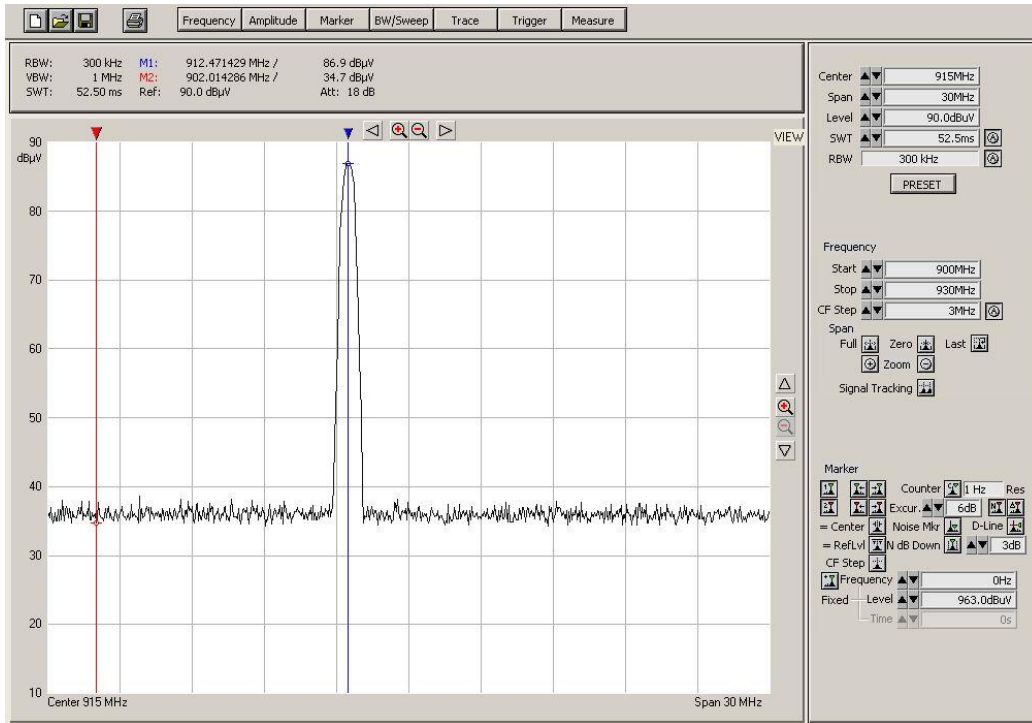 Frequency Amplitude Marker BW/Sweep Trace Trigger Measure
RBW: 300 kHz M1: 912.471429 MHz / 86.9 dBµV
VBW: 1 MHz M2: 902.014286 MHz / 34.7 dBµV
SWT: 52.50 ms Ref: 90.0 dBµV Att: 18 dB
VIEW
90
dBµV
80
70
60
50
40
30
20
10
Center 915 MHz Span 30 MHz
Center 915MHz
Span 30MHz
Level 90.0dBuV
SWT 52.5ms
RBW 300 kHz
PRESET
Frequency
Start 900MHz
Stop 930MHz
CF Step 3MHz
Span
Full Zero Last
Zoom
Signal Tracking
Marker
Counter 1 Hz Res
Excur. 6dB
= Center Noise Mkr D-Line
= RefLvl N dB Down 3dB
CF Step
Frequency 0Hz
Fixed Level 963.0dBuV
Time 0s